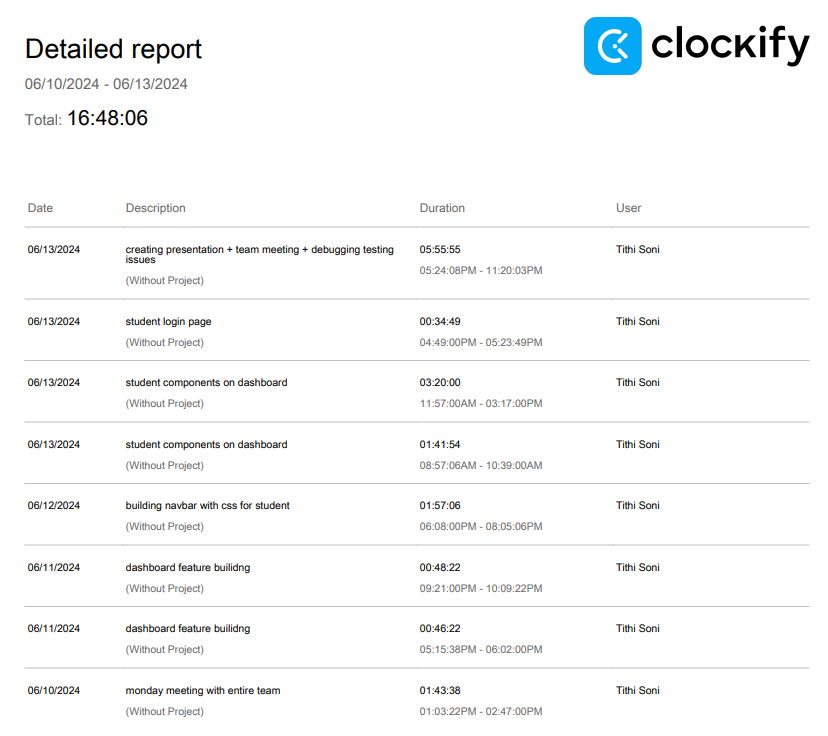 clockify
Detailed report
06/10/2024 - 06/13/2024
Total: 16:48:06
Date Description Duration User
06/13/2024 creating presentation + team meeting + debugging testing 05:55:55 Tithi Soni
issues
05:24:08PM - 11:20:03PM
(Without Project)
06/13/2024 student login page 00:34:49 Tithi Soni
(Without Project) 04:49:00PM - 05:23:49PM
06/13/2024 student components on dashboard 03:20:00 Tithi Soni
(Without Project) 11:57:00AM - 03:17:00PM
06/13/2024 student components on dashboard 01:41:54 Tithi Soni
(Without Project) 08:57:06AM - 10:39:00AM
06/12/2024 building navbar with css for student 01:57:06 Tithi Soni
(Without Project) 06:08:00PM - 08:05:06PM
06/11/2024 dashboard feature builidng 00:48:22 Tithi Soni
(Without Project) 09:21:00PM - 10:09:22PM
06/11/2024 dashboard feature builidng 00:46:22 Tithi Soni
(Without Project) 05:15:38PM - 06:02:00PM
06/10/2024 monday meeting with entire team 01:43:38 Tithi Soni
(Without Project) 01:03:22PM - 02:47:00PM